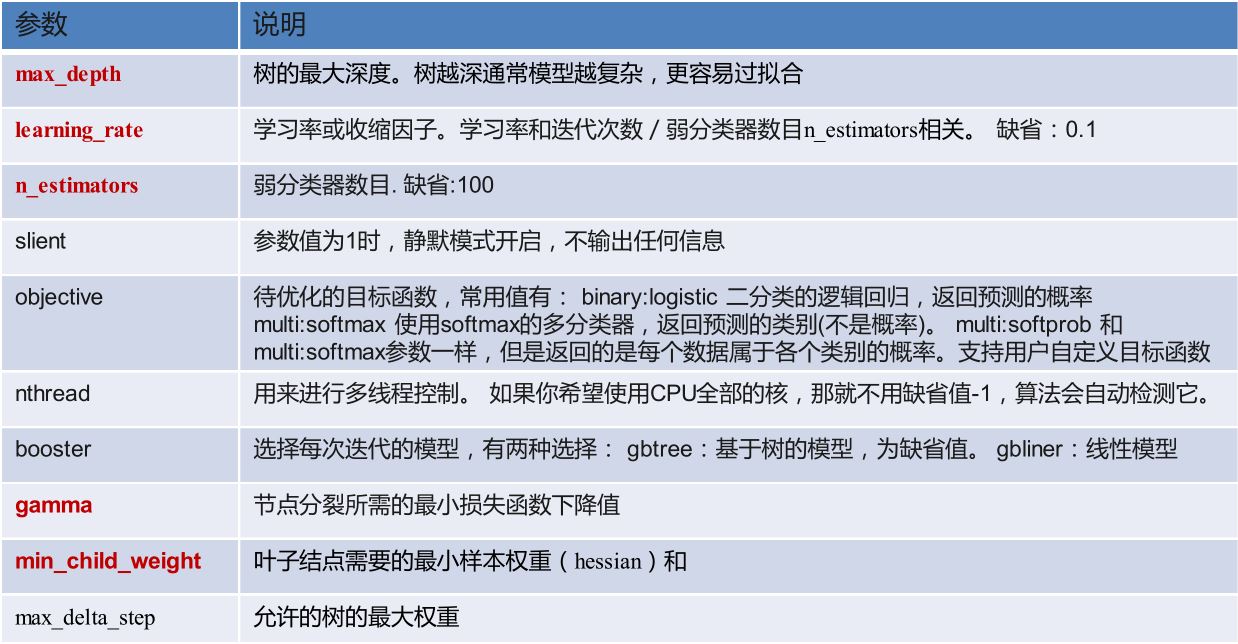 参数 说明
max_depth 树的最大深度。树越深通常模型越复杂，更容易过拟合
learning_rate 学习率或收缩因子。学习率和迭代次数／弱分类器数目n_estimators相关。 缺省：0.1
n_estimators 弱分类器数目. 缺省:100
slient 参数值为1时，静默模式开启，不输出任何信息
objective 待优化的目标函数，常用值有： binary:logistic 二分类的逻辑回归，返回预测的概率
multi:softmax 使用softmax的多分类器，返回预测的类别(不是概率)。 multi:softprob 和
multi:softmax参数一样，但是返回的是每个数据属于各个类别的概率。支持用户自定义目标函数
nthread 用来进行多线程控制。 如果你希望使用CPU全部的核，那就不用缺省值-1，算法会自动检测它。
booster 选择每次迭代的模型，有两种选择： gbtree：基于树的模型，为缺省值。 gbliner：线性模型
gamma 节点分裂所需的最小损失函数下降值
min_child_weight 叶子结点需要的最小样本权重（hessian）和
max_delta_step 允许的树的最大权重